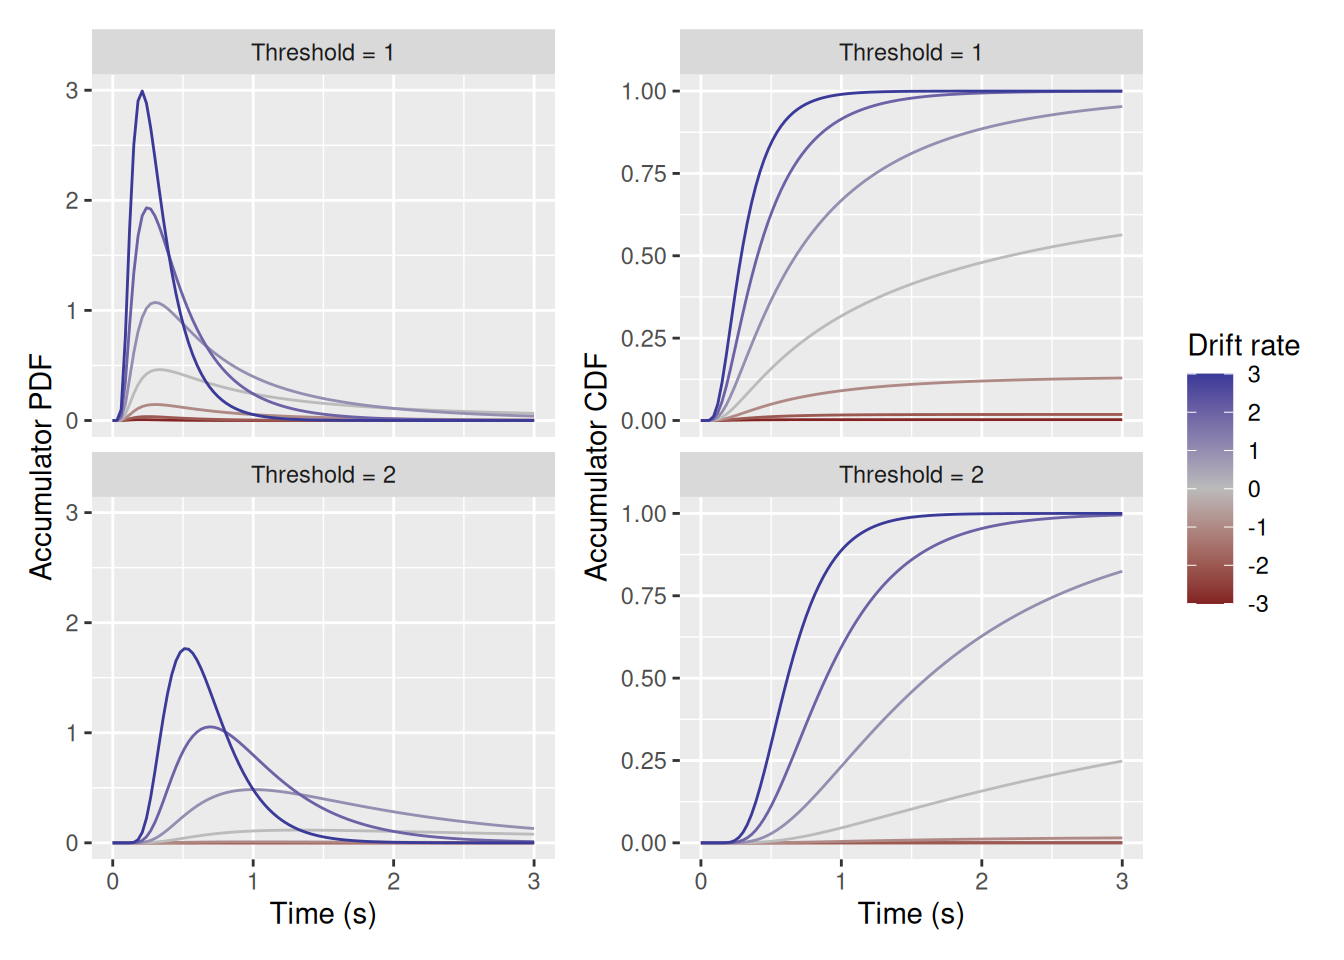 Threshold = 1
Threshold = 1
3
2
1
0
1.00
0.75
0.50
0.25
0.00
Threshold = 2
Threshold = 2
3
2
1
0
1.00
0.75
0.50
0.25
0.00
0 1 2 3
0 1 2 3
Time (s)
Time (s)
Accumulator PDF
Accumulator CDF
Drift rate
3
2
1
0
-1
-2
-3